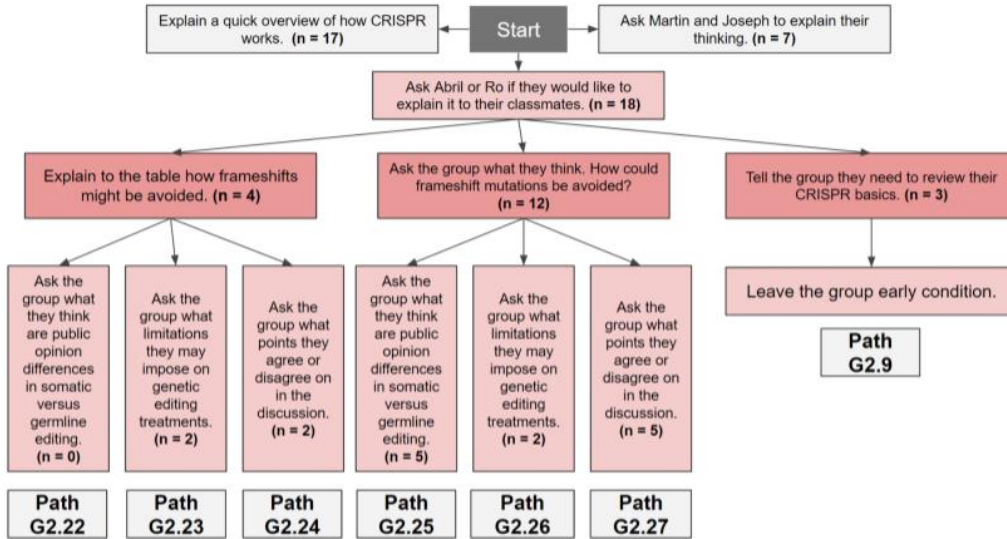 Explain a quick overview of how CRISPR
works. (n = 17)
Start
Ask Martin and Joseph to explain their
thinking. (n = 7)
Ask Abril or Ro if they would like to
explain it to their classmates. (n = 18)
Explain to the table how frameshifts
might be avoided. (n = 4)
Ask the group what they think. How could
frameshift mutations be avoided?
(n = 12)
Tell the group they need to review their
CRISPR basics. (n = 3)
Ask the
group what
they think
are public
opinion
differences
in somatic
versus
germline
editing.
(n = 0)
Ask the
group what
limitations
they may
impose on
genetic
editing
treatments.
(n = 2)
Ask the
group what
points they
agree or
disagree on
in the
discussion.
(n = 2)
Ask the
group what
they think
are public
opinion
differences
in somatic
versus
germline
editing.
(n = 5)
Ask the
group what
limitations
they may
impose on
genetic
editing
treatments.
(n = 2)
Ask the
group what
points they
agree or
disagree on
in the
discussion.
(n = 5)
Leave the group early condition.
Path
G2.9
Path
G2.22
Path
G2.23
Path
G2.24
Path
G2.25
Path
G2.26
Path
G2.27